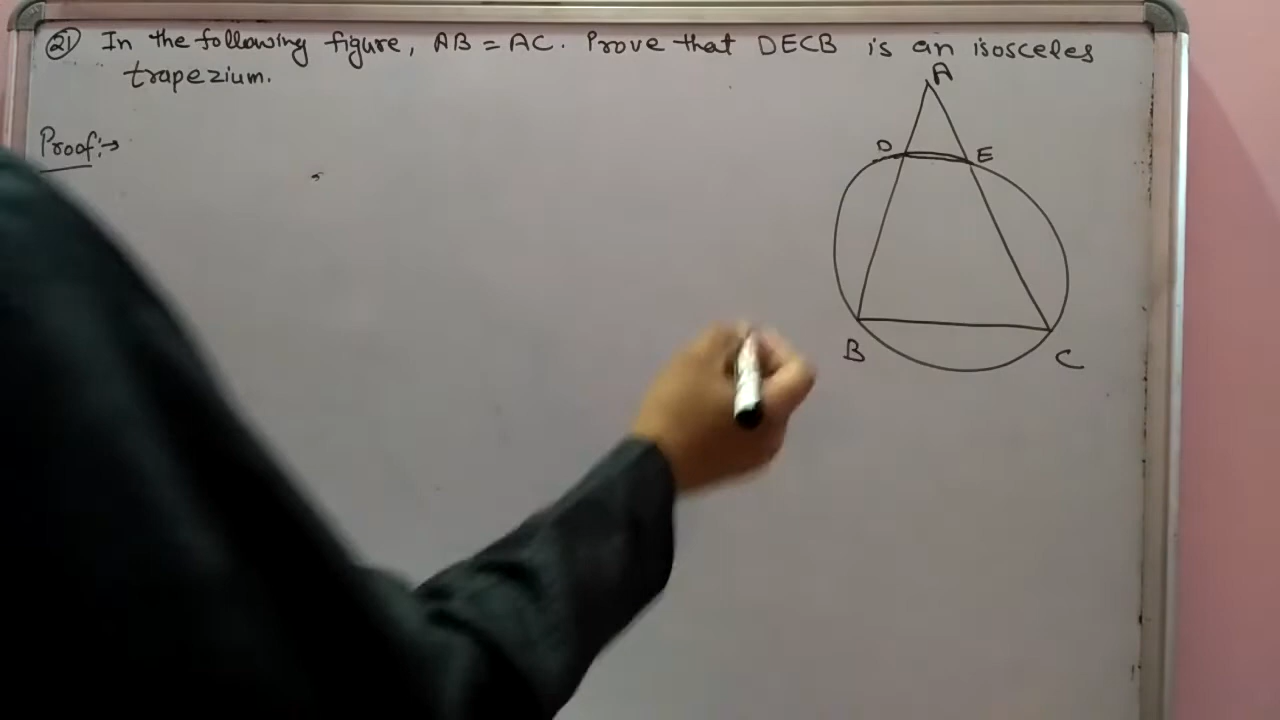 21 In the following figure, AB = AC. Prove that DECB is an isosceles
trapezium.
A
Proof:→
D E
B C